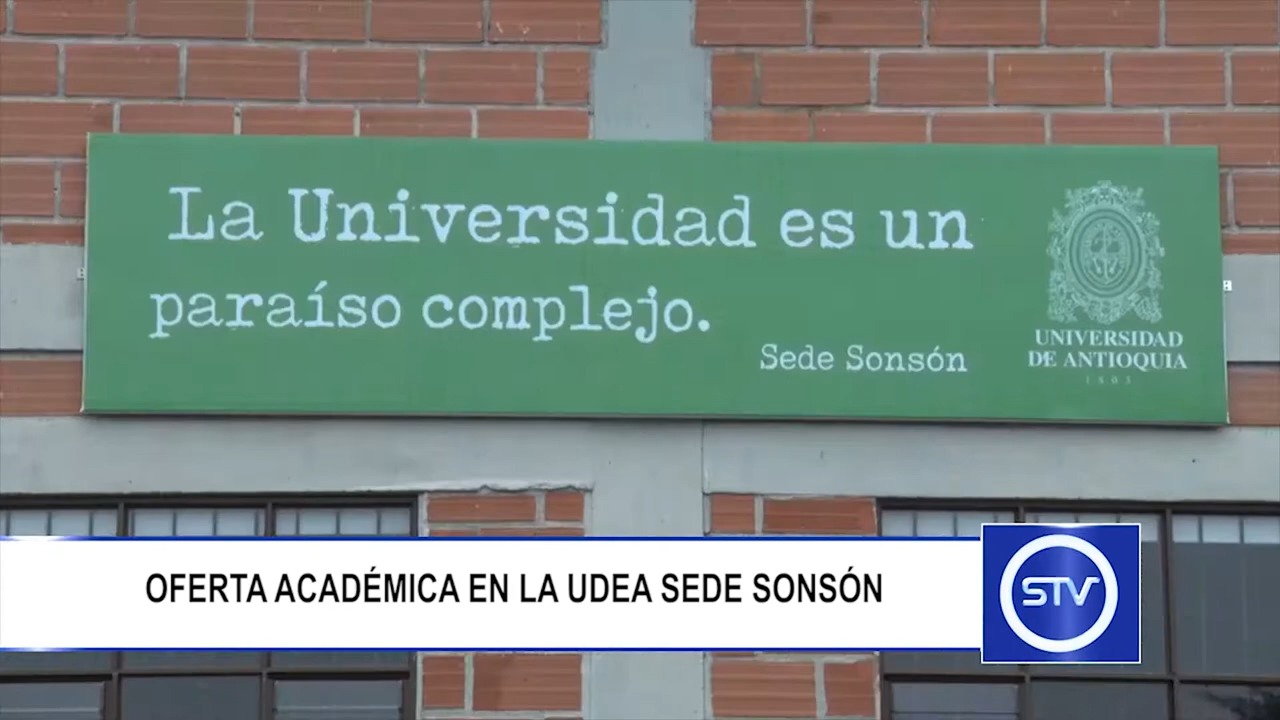 La Universidad es un
paraíso complejo.
Sede Sonsón
UNIVERSIDAD
DE ANTIOQUIA
1803
OFERTA ACADÉMICA EN LA UDEA SEDE SONSÓN
STV